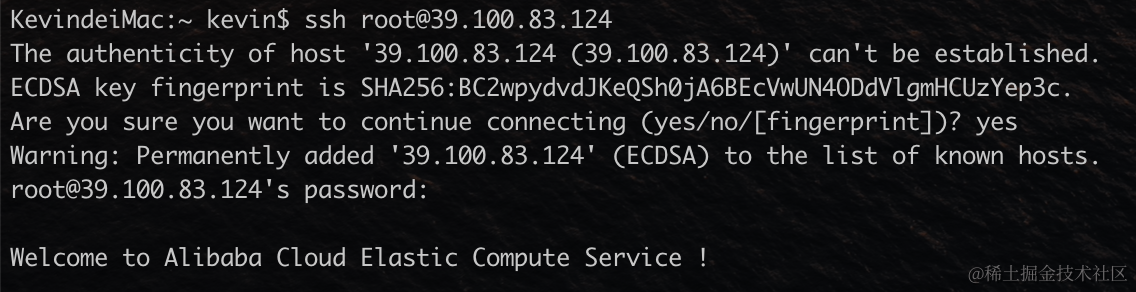 KevindeiMac:~ kevin$ ssh root@39.100.83.124
The authenticity of host '39.100.83.124 (39.100.83.124)' can't be established.
ECDSA key fingerprint is SHA256:BC2wpydvdJKeQSh0jA6BEcVwUN4ODdVlgmHCUzYep3c.
Are you sure you want to continue connecting (yes/no/[fingerprint])? yes
Warning: Permanently added '39.100.83.124' (ECDSA) to the list of known hosts.
root@39.100.83.124's password:
Welcome to Alibaba Cloud Elastic Compute Service !
@稀土掘金技术社区